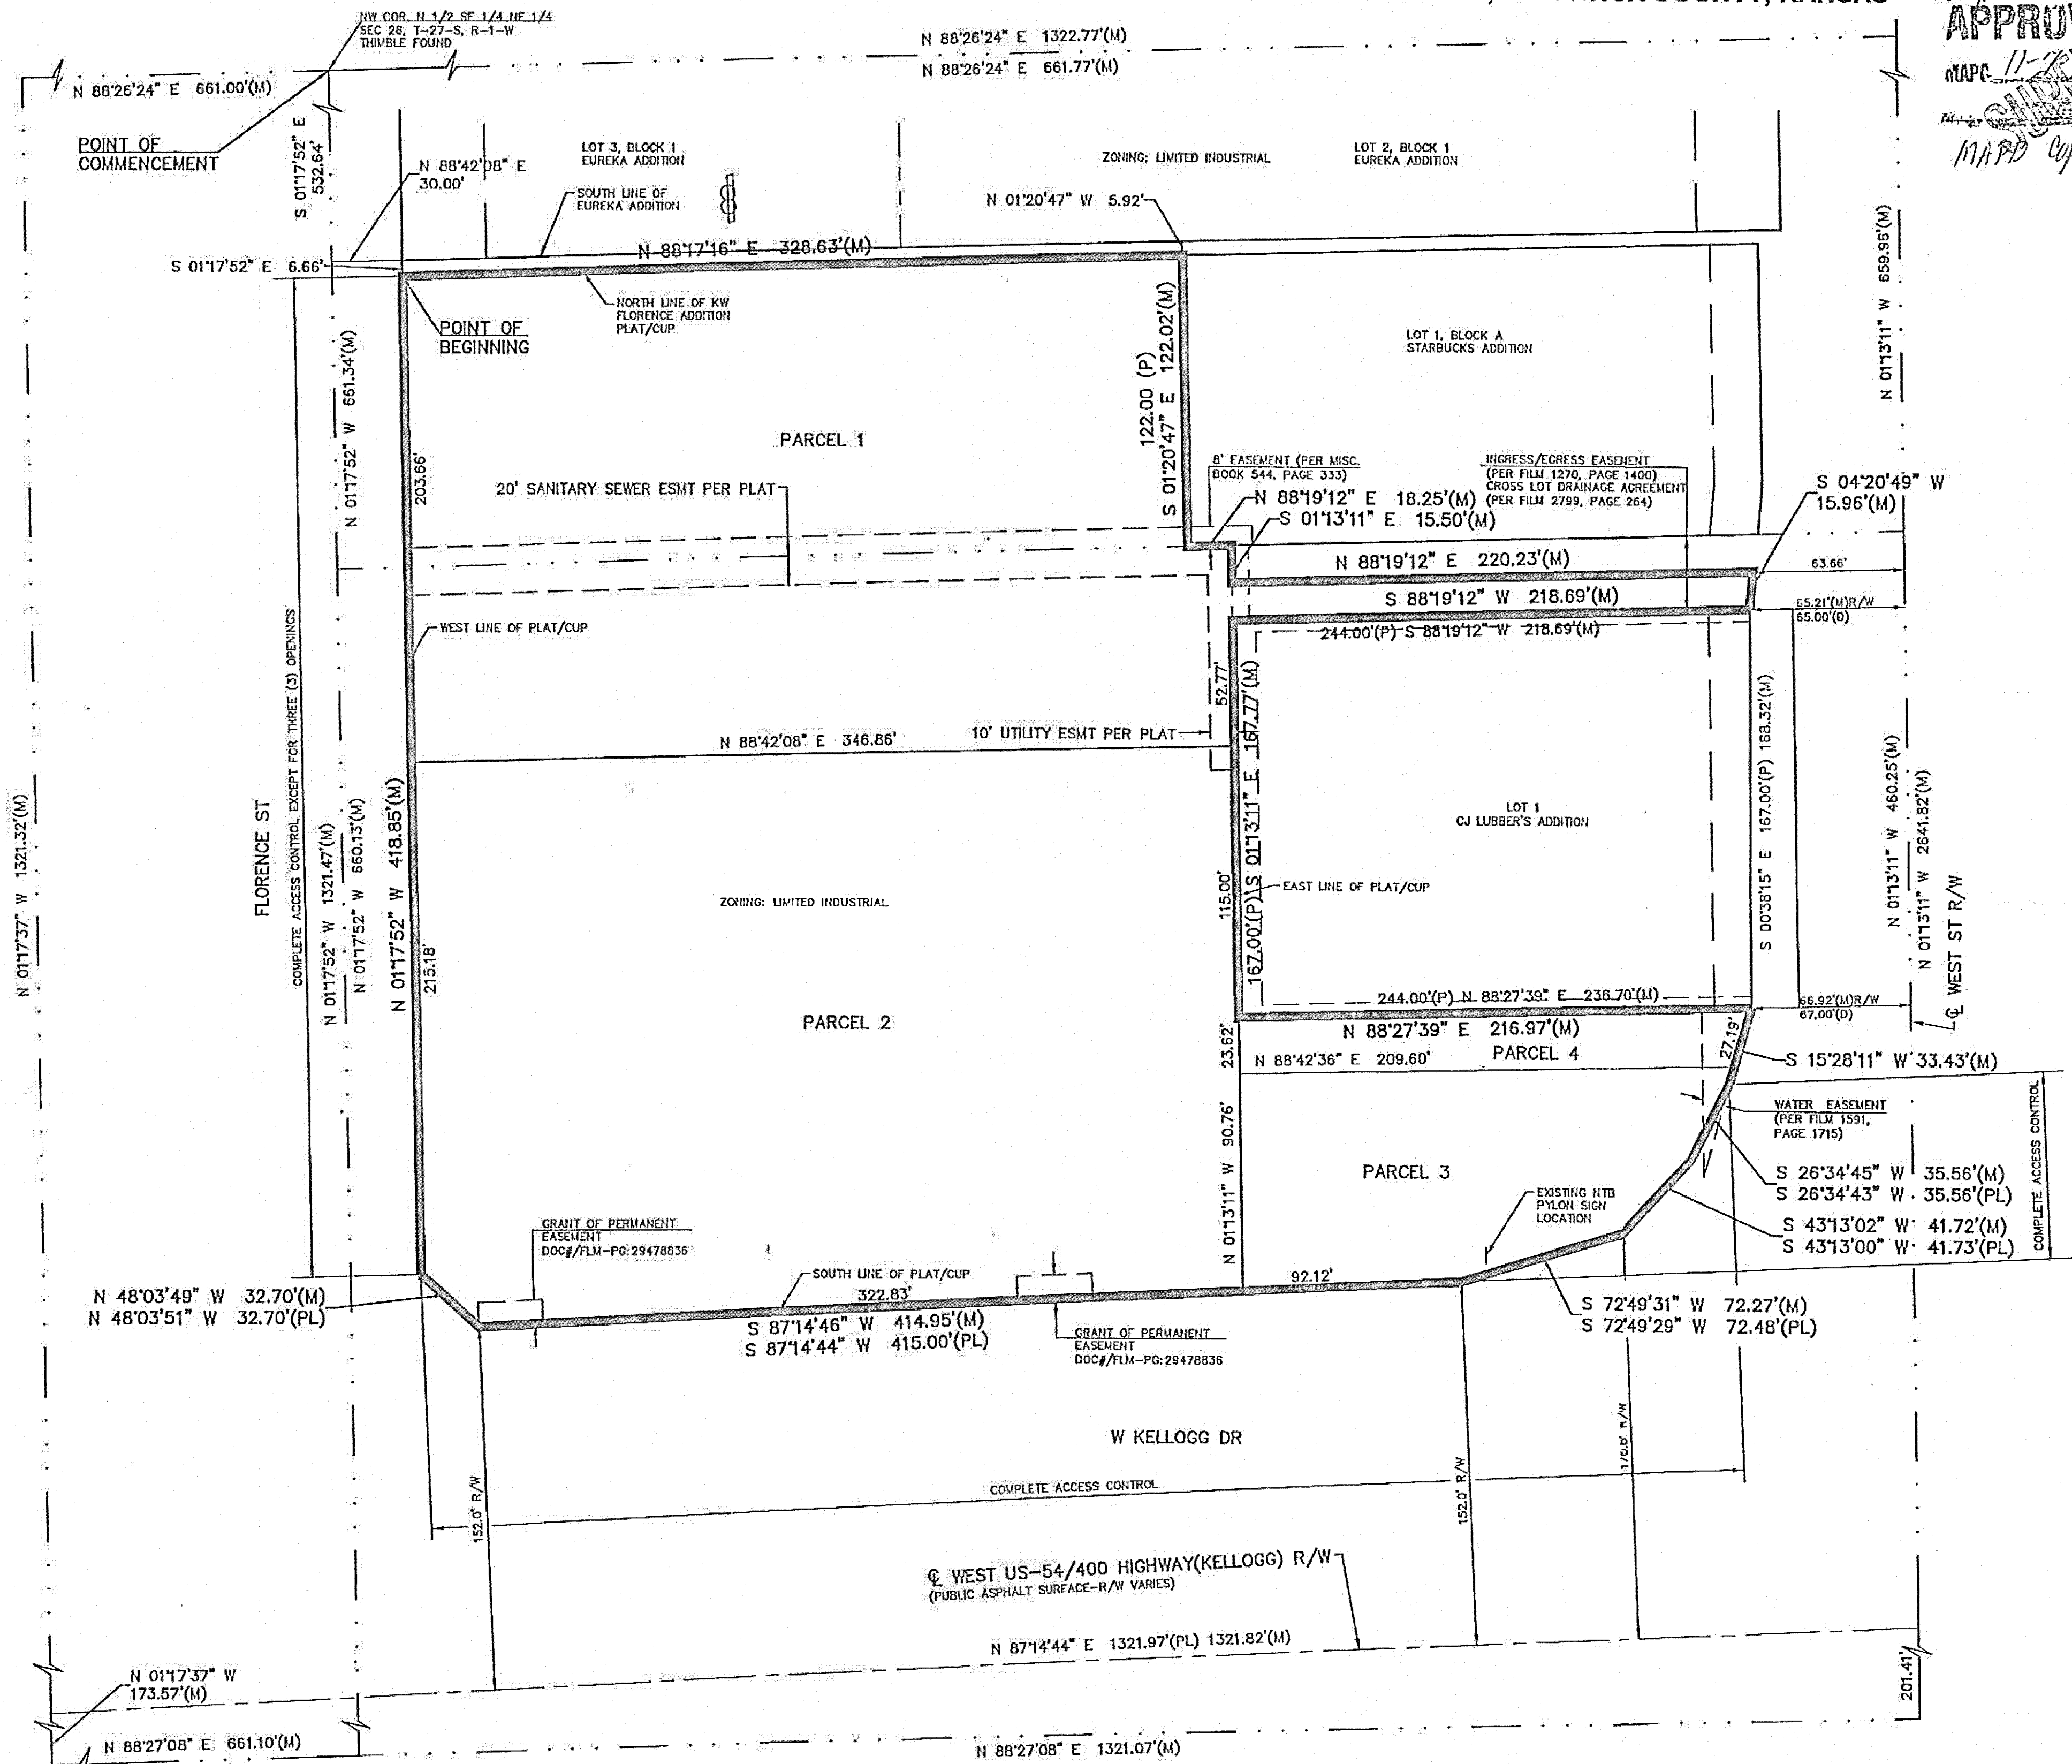 COUNTY, KANSAS
NW COR. N 1/2 SE 1/4 NE 1/4
SEC 28, T-27-S, R-1-W
THIMBLE FOUND
N 88°26'24" E 1322.77'(M)
N 88°26'24" E 661.77'(M)
MAPC
N 88°26'24" E 661.00'(M)
POINT OF
COMMENCEMENT
S 01°17'52" E
532.64'
N 88°42'08" E
30.00'
LOT 3, BLOCK 1
EUREKA ADDITION
SOUTH LINE OF
EUREKA ADDITION
ZONING: LIMITED INDUSTRIAL
LOT 2, BLOCK 1
EUREKA ADDITION
N 01°20'47" W 5.92'
N 01°13'11" W 659.96'(M)
S 01°17'52" E 6.66'
N 88°17'16" E 328.63'(M)
NORTH LINE OF KW
FLORENCE ADDITION
PLAT/CUP
POINT OF
BEGINNING
N 01°17'52" W 661.34'(M)
203.66'
PARCEL 1
122.00 (P)
S 01°20'47" E 122.02'(M)
LOT 1, BLOCK A
STARBUCKS ADDITION
20' SANITARY SEWER ESMT PER PLAT
8' EASEMENT (PER MISC.
BOOK 544, PAGE 333)
INGRESS/EGRESS EASEMENT
(PER FILM 1270, PAGE 1400)
CROSS LOT DRAINAGE AGREEMENT
(PER FILM 2799, PAGE 264)
N 88°19'12" E 18.25'(M)
S 01°13'11" E 15.50'(M)
S 04°20'49" W
15.96'(M)
N 88°19'12" E 220.23'(M)
63.66'
S 88°19'12" W 218.69'(M)
65.21'(M)R/W
65.00'(D)
244.00'(P) S 88°19'12" W 218.69'(M)
WEST LINE OF PLAT/CUP
COMPLETE ACCESS CONTROL EXCEPT FOR THREE (3) OPENINGS
52.77'
N 88°42'08" E 346.86'
10' UTILITY ESMT PER PLAT
167.00'(P) S 01°13'11" E 167.77'(M)
S 00°38'15" E 167.00'(P) 168.32'(M)
N 01°13'11" W 460.25'(M)
N 01°13'11" W 2641.82'(M)
℄ WEST ST R/W
LOT 1
CJ LUBBER'S ADDITION
N 01°17'37" W 1321.32'(M)
FLORENCE ST
N 01°17'52" W 1321.47'(M)
N 01°17'52" W 660.13'(M)
N 01°17'52" W 418.85'(M)
215.18'
115.00'
EAST LINE OF PLAT/CUP
ZONING: LIMITED INDUSTRIAL
PARCEL 2
244.00'(P) N 88°27'39" E 236.70'(M)
66.92'(M)R/W
67.00'(D)
N 88°27'39" E 216.97'(M)
23.62'
N 88°42'36" E 209.60'
PARCEL 4
27.19'
S 15°28'11" W 33.43'(M)
WATER EASEMENT
(PER FILM 1591,
PAGE 1715)
COMPLETE ACCESS CONTROL
N 01°13'11" W 90.76'
PARCEL 3
S 26°34'45" W 35.56'(M)
S 26°34'43" W 35.56'(PL)
EXISTING NTB
PYLON SIGN
LOCATION
S 43°13'02" W 41.72'(M)
S 43°13'00" W 41.73'(PL)
GRANT OF PERMANENT
EASEMENT
DOC#/FLM-PG:29478836
N 48°03'49" W 32.70'(M)
N 48°03'51" W 32.70'(PL)
SOUTH LINE OF PLAT/CUP
322.83'
92.12'
S 87°14'46" W 414.95'(M)
S 87°14'44" W 415.00'(PL)
GRANT OF PERMANENT
EASEMENT
DOC#/FLM-PG:29478836
S 72°49'31" W 72.27'(M)
S 72°49'29" W 72.48'(PL)
W KELLOGG DR
152.0' R/W
COMPLETE ACCESS CONTROL
152.0' R/W
℄ WEST US-54/400 HIGHWAY(KELLOGG) R/W
(PUBLIC ASPHALT SURFACE-R/W VARIES)
N 87°14'44" E 1321.97'(PL) 1321.82'(M)
N 01°17'37" W
173.57'(M)
201.41'
N 88°27'08" E 661.10'(M)
N 88°27'08" E 1321.07'(M)